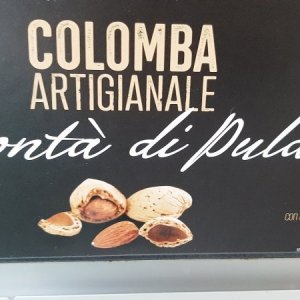 COLOMBA
ARTIGIANALE
ontà di Pula
con